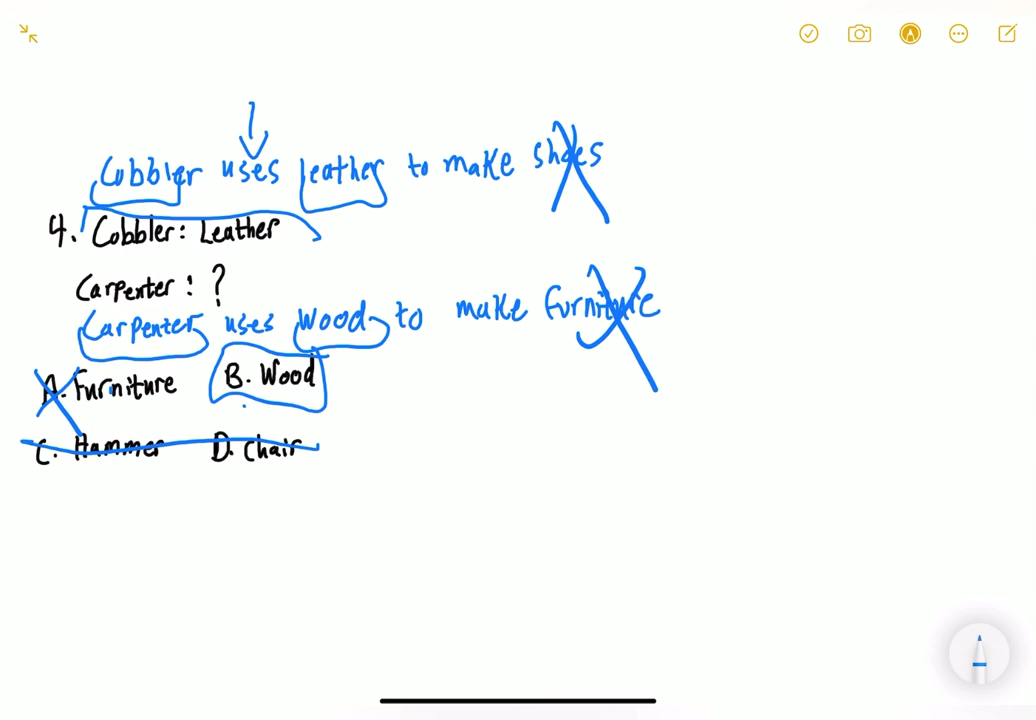 Cobbler uses leather to make shoes
4. Cobbler: Leather
Carpenter: ?
Carpenter uses Wood to make furniture
A. Furniture B. Wood
C. Hammer D. Chair